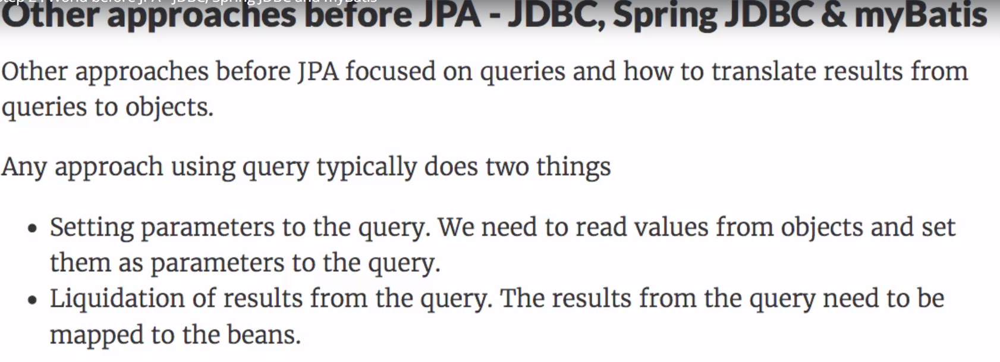 Step 2 : World before JPA - JDBC, Spring JDBC and myBatis
Other approaches before JPA - JDBC, Spring JDBC & myBatis
Other approaches before JPA focused on queries and how to translate results from
queries to objects.
Any approach using query typically does two things
• Setting parameters to the query. We need to read values from objects and set
them as parameters to the query.
• Liquidation of results from the query. The results from the query need to be
mapped to the beans.